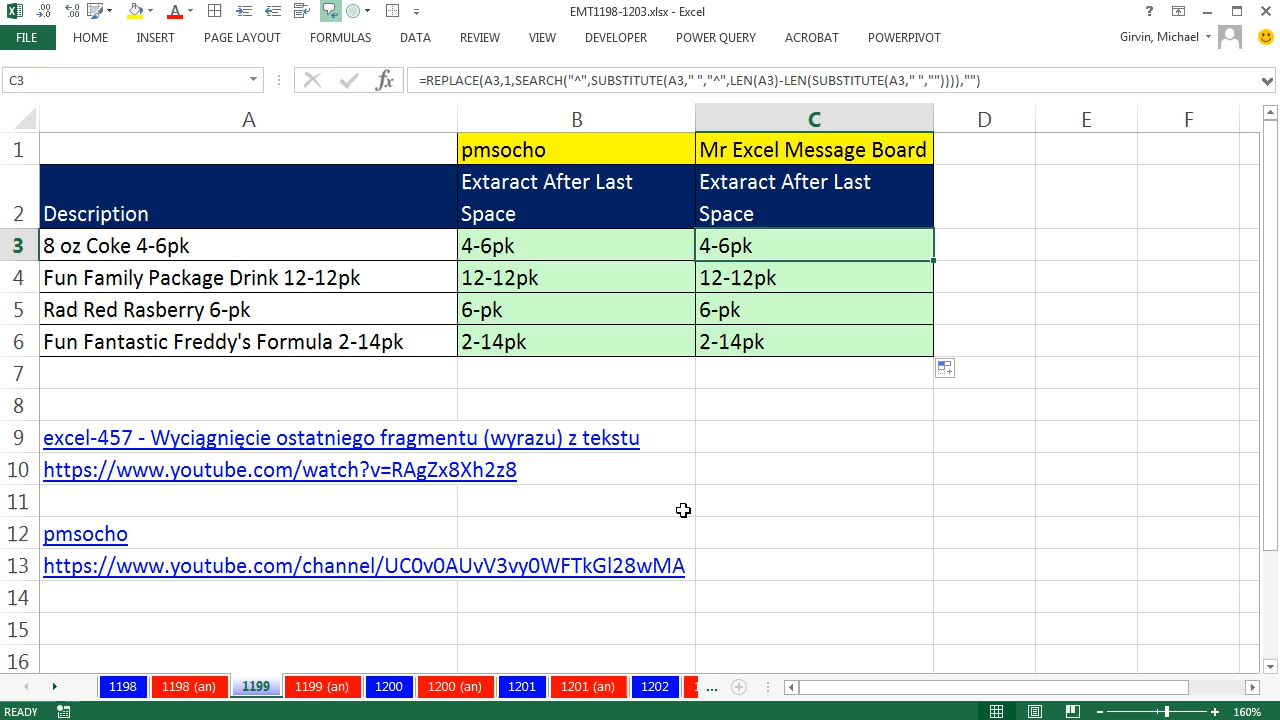 EMT1198-1203.xlsx - Excel
FILE HOME INSERT PAGE LAYOUT FORMULAS DATA REVIEW VIEW DEVELOPER POWER QUERY ACROBAT POWERPIVOT Girvin, Michael
C3 =REPLACE(A3,1,SEARCH("^",SUBSTITUTE(A3," ","^",LEN(A3)-LEN(SUBSTITUTE(A3," ","")))),"")
A B C D E F
1 pmsocho Mr Excel Message Board
2 Description Extaract After Last Space Extaract After Last Space
3 8 oz Coke 4-6pk 4-6pk 4-6pk
4 Fun Family Package Drink 12-12pk 12-12pk 12-12pk
5 Rad Red Rasberry 6-pk 6-pk 6-pk
6 Fun Fantastic Freddy's Formula 2-14pk 2-14pk 2-14pk
7
8
9 excel-457 - Wyciągnięcie ostatniego fragmentu (wyrazu) z tekstu
10 https://www.youtube.com/watch?v=RAgZx8Xh2z8
11
12 pmsocho
13 https://www.youtube.com/channel/UC0v0AUvV3vy0WFTkGl28wMA
14
15
16
1198 1198 (an) 1199 1199 (an) 1200 1200 (an) 1201 1201 (an) 1202 1 ...
READY 160%